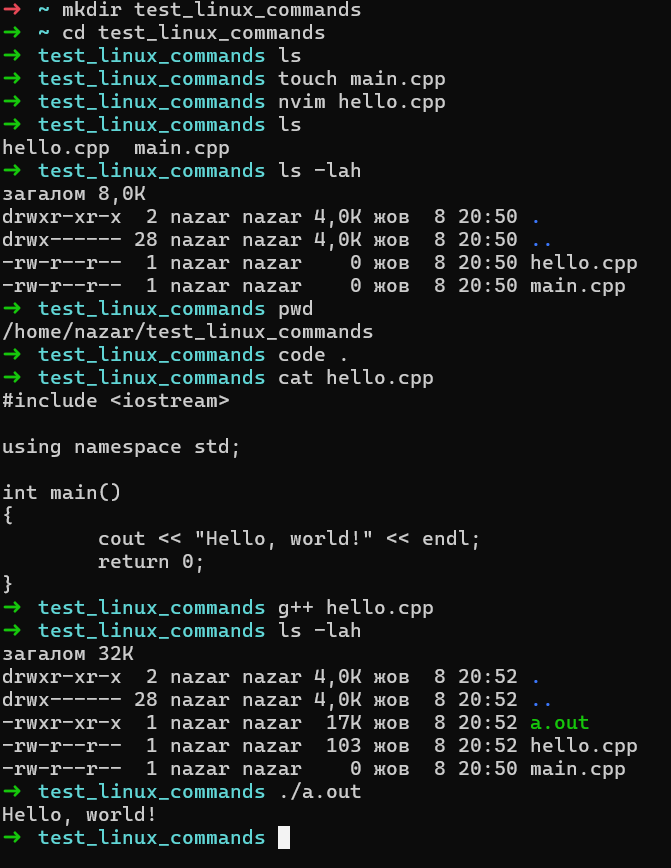 ➜ ~ mkdir test_linux_commands
➜ ~ cd test_linux_commands
➜ test_linux_commands ls
➜ test_linux_commands touch main.cpp
➜ test_linux_commands nvim hello.cpp
➜ test_linux_commands ls
hello.cpp  main.cpp
➜ test_linux_commands ls -lah
загалом 8,0K
drwxr-xr-x  2 nazar nazar 4,0K жов  8 20:50 .
drwx------ 28 nazar nazar 4,0K жов  8 20:50 ..
-rw-r--r--  1 nazar nazar    0 жов  8 20:50 hello.cpp
-rw-r--r--  1 nazar nazar    0 жов  8 20:50 main.cpp
➜ test_linux_commands pwd
/home/nazar/test_linux_commands
➜ test_linux_commands code .
➜ test_linux_commands cat hello.cpp
#include <iostream>

using namespace std;

int main()
{
        cout << "Hello, world!" << endl;
        return 0;
}
➜ test_linux_commands g++ hello.cpp
➜ test_linux_commands ls -lah
загалом 32K
drwxr-xr-x  2 nazar nazar 4,0K жов  8 20:52 .
drwx------ 28 nazar nazar 4,0K жов  8 20:52 ..
-rwxr-xr-x  1 nazar nazar  17K жов  8 20:52 a.out
-rw-r--r--  1 nazar nazar  103 жов  8 20:52 hello.cpp
-rw-r--r--  1 nazar nazar    0 жов  8 20:50 main.cpp
➜ test_linux_commands ./a.out
Hello, world!
➜ test_linux_commands